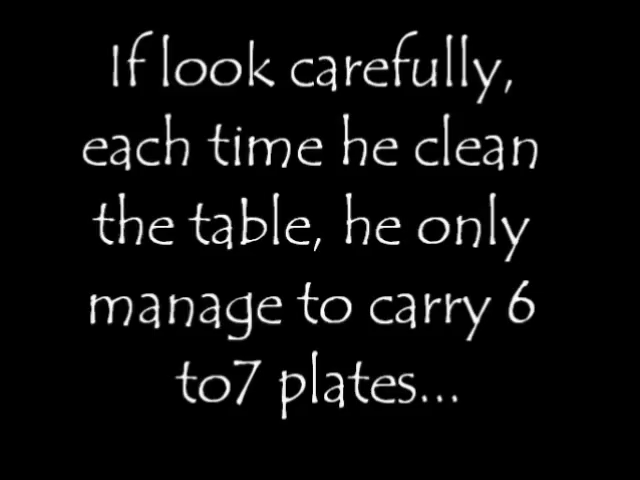 If look carefully,
each time he clean
the table, he only
manage to carry 6
to7 plates...